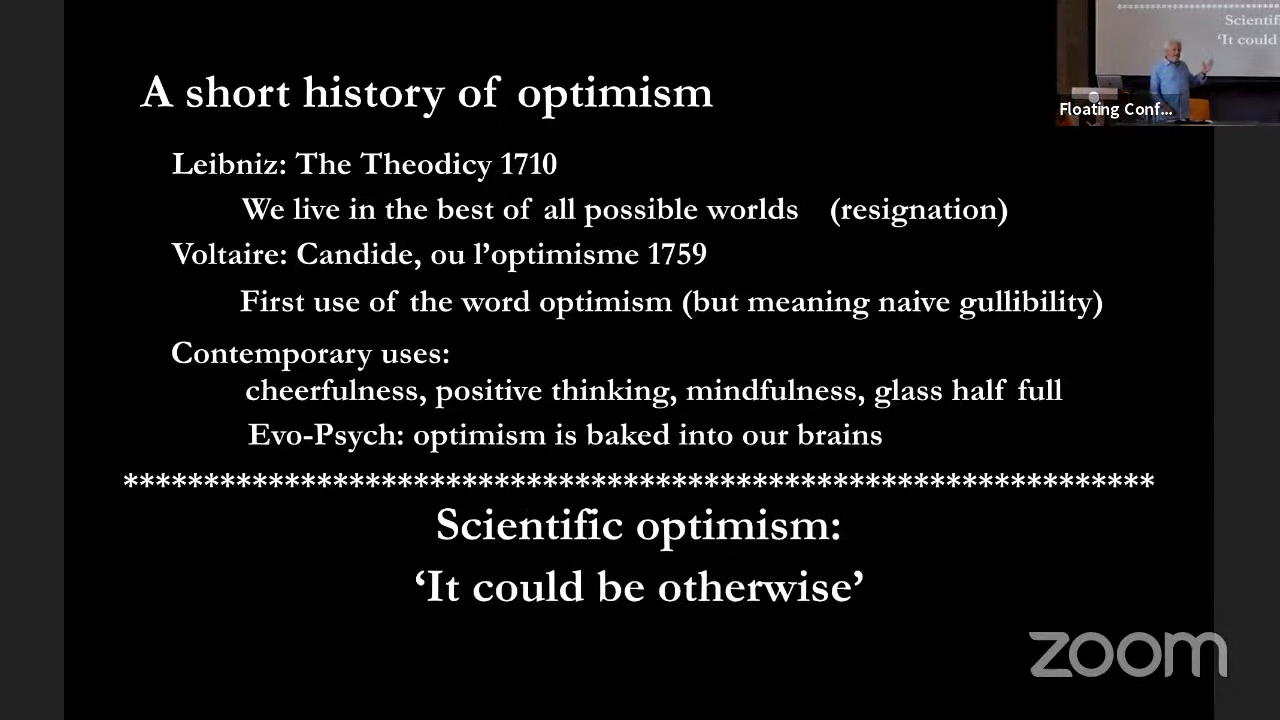 A short history of optimism
Leibniz: The Theodicy 1710
We live in the best of all possible worlds (resignation)
Voltaire: Candide, ou l’optimisme 1759
First use of the word optimism (but meaning naive gullibility)
Contemporary uses:
cheerfulness, positive thinking, mindfulness, glass half full
Evo-Psych: optimism is baked into our brains
******************************************************************
Scientific optimism:
‘It could be otherwise’
Scientif
‘It could
Floating Conf...
zoom